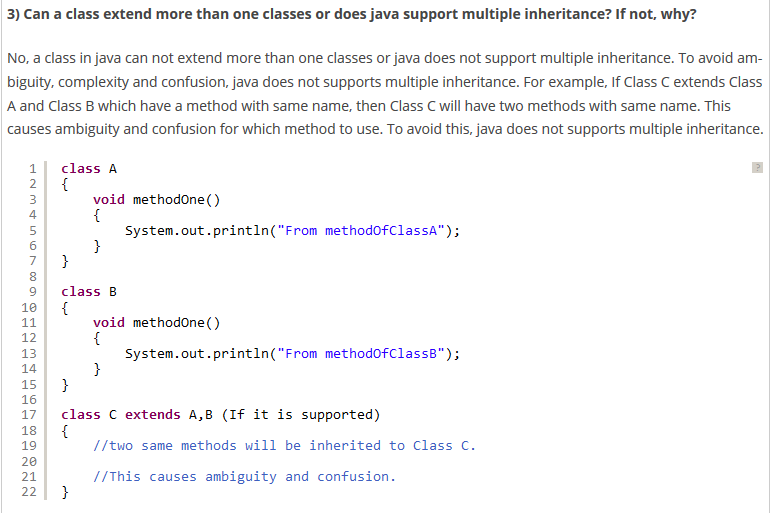 3) Can a class extend more than one classes or does java support multiple inheritance? If not, why?
No, a class in java can not extend more than one classes or java does not support multiple inheritance. To avoid am-
biguity, complexity and confusion, java does not supports multiple inheritance. For example, If Class C extends Class
A and Class B which have a method with same name, then Class C will have two methods with same name. This
causes ambiguity and confusion for which method to use. To avoid this, java does not supports multiple inheritance.
1 class A ?
2 {
3 void methodOne()
4 {
5 System.out.println("From methodOfClassA");
6 }
7 }
8
9 class B
10 {
11 void methodOne()
12 {
13 System.out.println("From methodOfClassB");
14 }
15 }
16
17 class C extends A,B (If it is supported)
18 {
19 //two same methods will be inherited to Class C.
20
21 //This causes ambiguity and confusion.
22 }